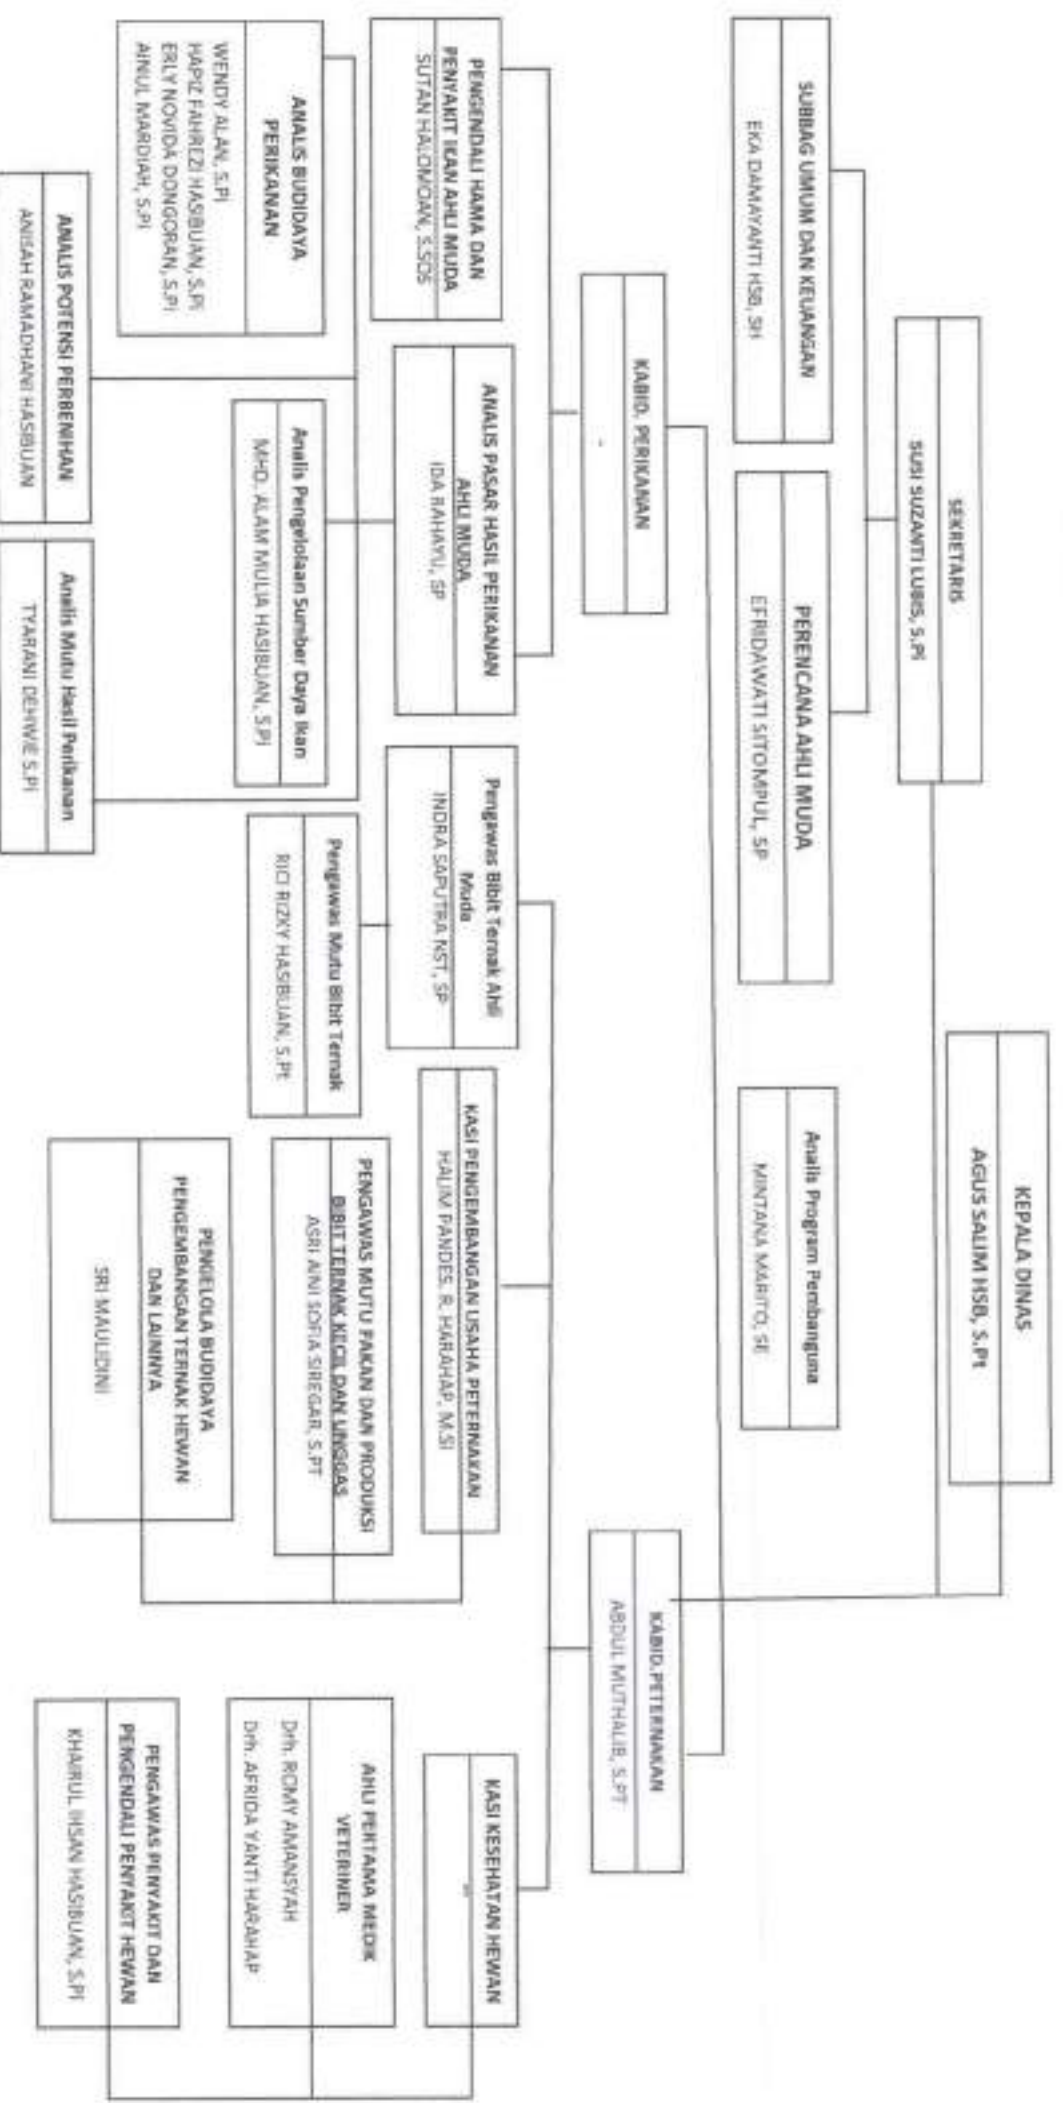 KEPALA DINAS
AGUS SALIM HSB, S.Pt
SEKRETARIS
SUSI SUZANTI LUBIS, S.Pi
SUBBAG UMUM DAN KEUANGAN
EKA DAMAYANTI HSB, SH
PERENCANA AHLI MUDA
EFRIDAWATI SITOMPUL, SP
Analis Program Pembanguna
MINTANA MARITO, SE
KABID. PERIKANAN
-
KABID.PETERNAKAN
ABDUL MUTHALIB, S.PT
PENGENDALI HAMA DAN
PENYAKIT IKAN AHLI MUDA
SUTAN HALOMOAN, S.SOS
ANALIS PASAR HASIL PERIKANAN
AHLI MUDA
IDA RAHAYU, SP
Pengawas Bibit Ternak Ahli
Muda
INDRA SAPUTRA NST, SP
KASI PENGEMBANGAN USAHA PETERNAKAN
HALIM PANDES. R. HARAHAP, M.SI
KASI KESEHATAN HEWAN
--
ANALIS BUDIDAYA
PERIKANAN
WENDY ALAN, S.PI
HAPIZ FAHREZI HASIBUAN, S.PI
ERLY NOVIDA DONGORAN, S.PI
AINUL MARDIAH, S.PI
Analis Pengelolaan Sumber Daya Ikan
MHD. ALAM MULIA HASIBUAN, S.PI
Pengawas Mutu Bibit Ternak
RICI RIZKY HASIBUAN, S.Pt
PENGAWAS MUTU PAKAN DAN PRODUKSI
BIBIT TERNAK KECIL DAN UNGGAS
ASRI AINI SOFIA SIREGAR, S.PT
AHLI PERTAMA MEDIK
VETERINER
Drh. ROMY AMANSYAH
Drh. AFRIDA YANTI HARAHAP
ANALIS POTENSI PERBENIHAN
ANISAH RAMADHANI HASIBUAN
Analis Mutu Hasil Perikanan
TYARANI DEHWIE S.PI
PENGELOLA BUDIDAYA
PENGEMBANGAN TERNAK HEWAN
DAN LAINNYA
SRI MAULIDINI
PENGAWAS PENYAKIT DAN
PENGENDALI PENYAKIT HEWAN
KHAIRUL IHSAN HASIBUAN, S.PI